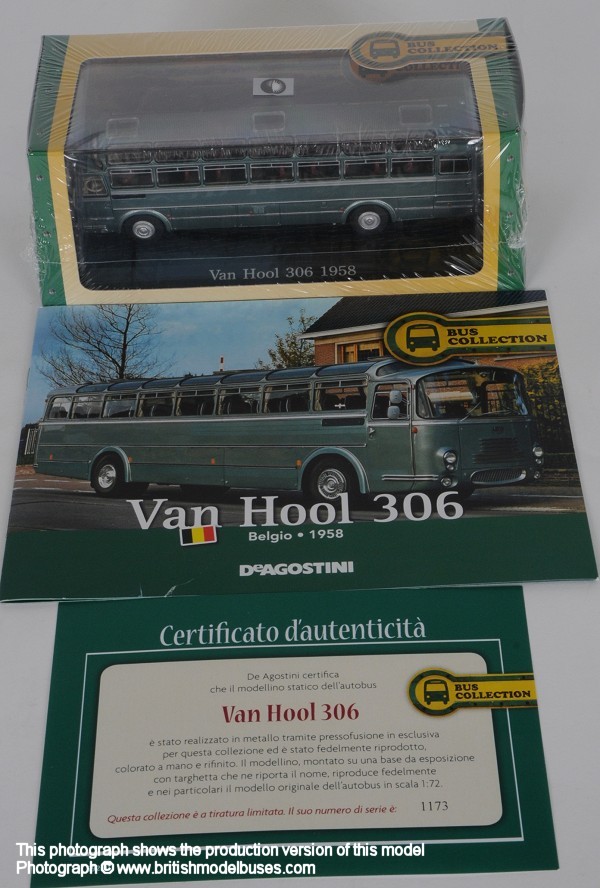 BUS
COLLECTION
Van Hool 306 1958
BUS
COLLECTION
Van Hool 306
Belgio • 1958
DeAGOSTINI
Certificato d'autenticità
De Agostini certifica
che il modellino statico dell'autobus
BUS
COLLECTION
Van Hool 306
è stato realizzato in metallo tramite pressofusione in esclusiva
per questa collezione ed è stato fedelmente riprodotto,
colorato a mano e rifinito. Il modellino, montato su una base da esposizione
con targhetta che ne riporta il nome, riproduce fedelmente
e nei particolari il modello originale dell'autobus in scala 1:72.
Questa collezione è a tiratura limitata. Il suo numero di serie è: 1173
This photograph shows the production version of this model
Photograph © www.britishmodelbuses.com